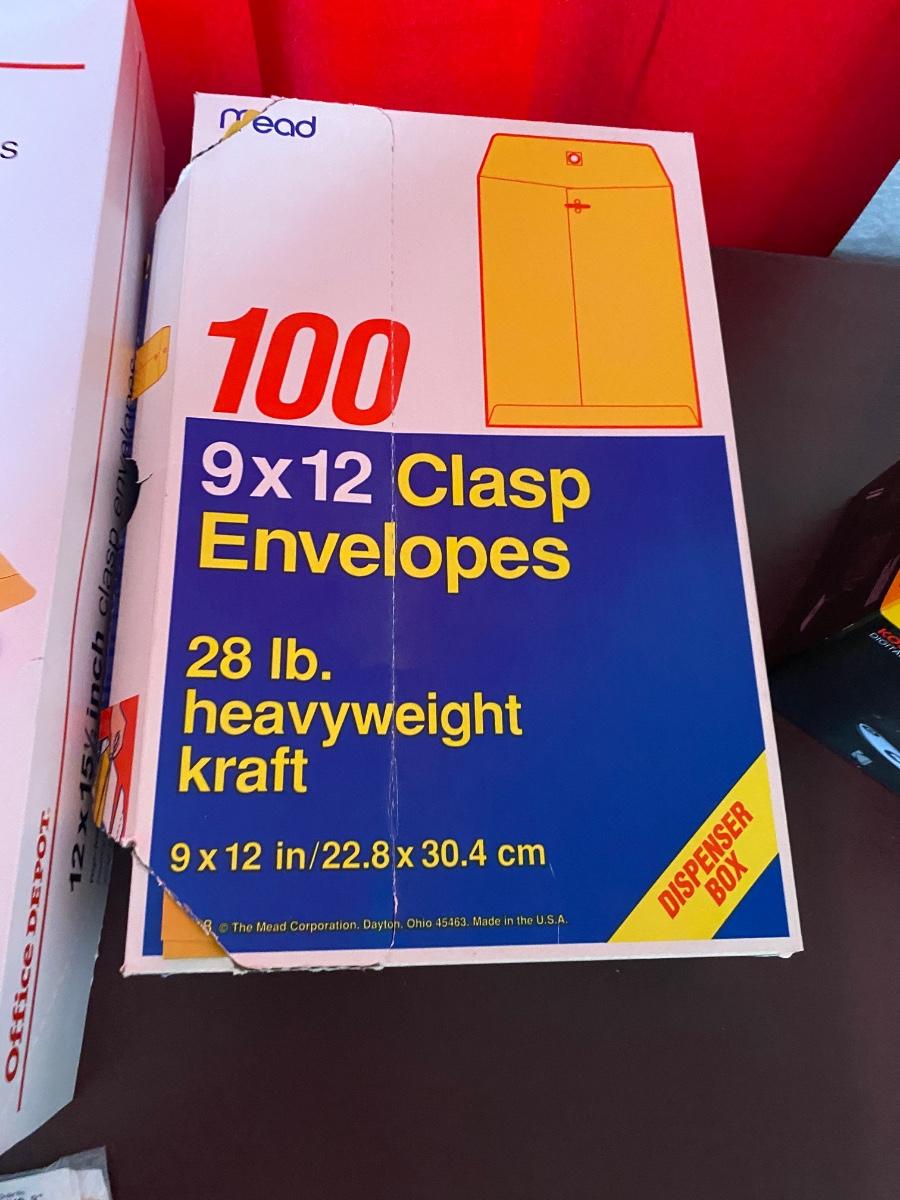 mead
100
9x12 Clasp
Envelopes
28 lb.
heavyweight
kraft
9 x 12 in/22.8 x 30.4 cm
© The Mead Corporation. Dayton, Ohio 45463. Made in the U.S.A.
DISPENSER
BOX
Office DEPOT
12 x 15½ inch clasp envelopes